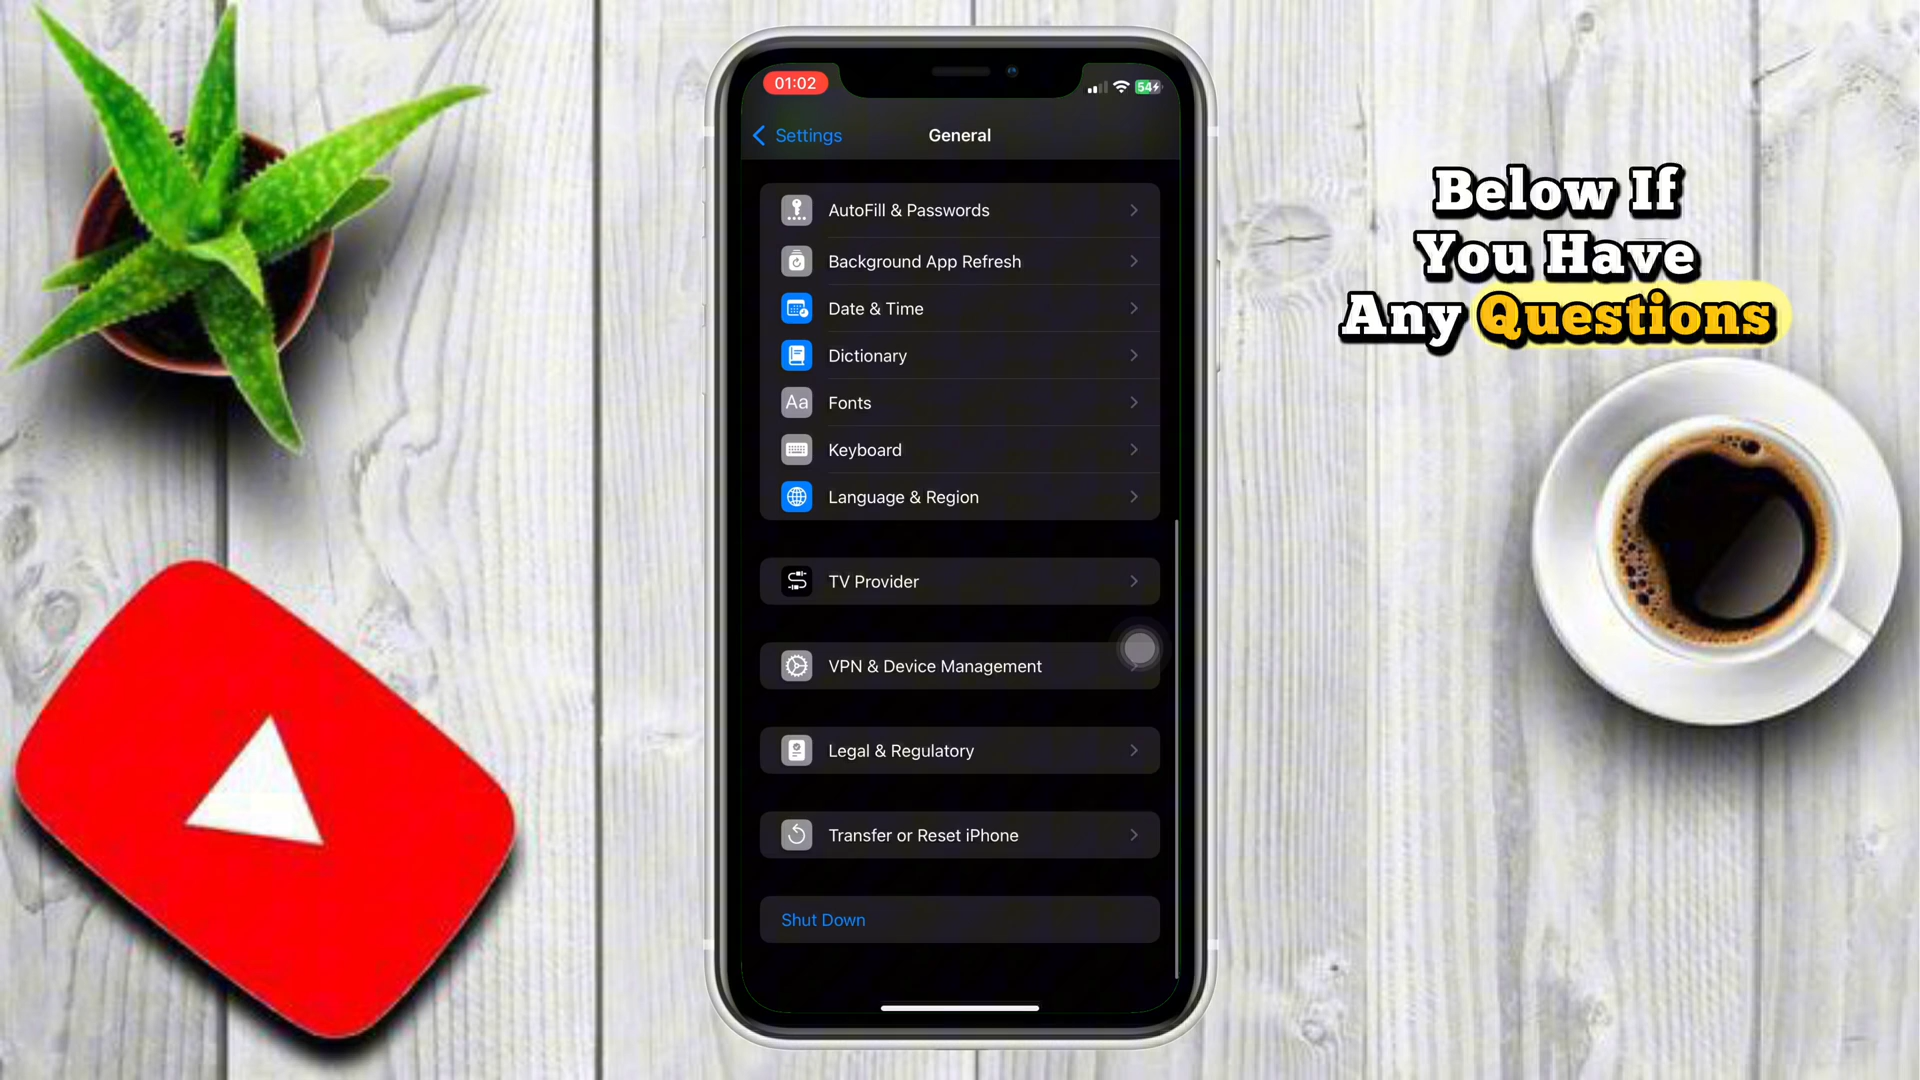 01:02
54
Settings
General
AutoFill & Passwords
Background App Refresh
Date & Time
Dictionary
Aa
Fonts
Keyboard
Language & Region
TV Provider
VPN & Device Management
Legal & Regulatory
Transfer or Reset iPhone
Shut Down
Below If
You Have
Any Questions